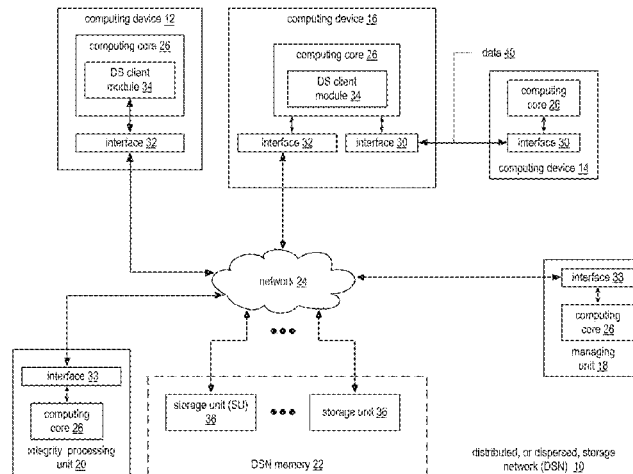 computing device 12
computing core 26
DS client
module 34
interface 32
computing device 16
computing core 26
DS client
module 34
interface 32
interface 30
data 40
computing
core 26
interface 30
computing device 14
network 24
interface 33
computing
core 26
managing
unit 18
interface 33
computing
core 26
integrity processing
unit 20
storage unit (SU)
36
storage unit 36
DSN memory 22
distributed, or dispersed, storage
network (DSN) 10